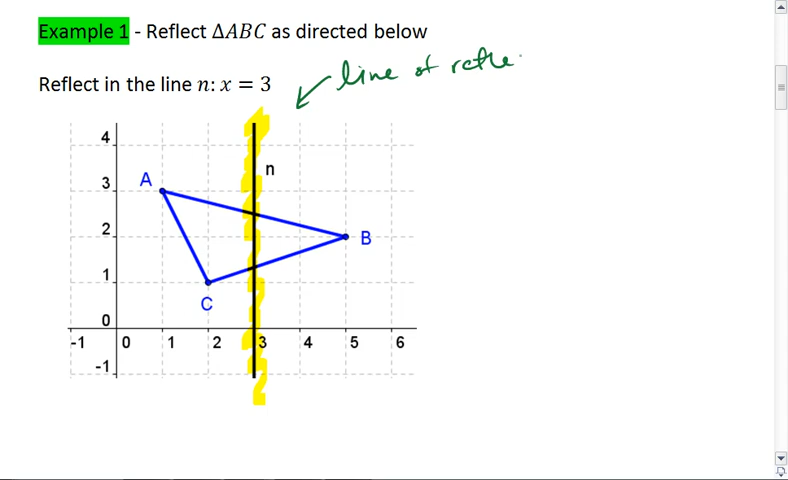 Example 1 - Reflect ΔABC as directed below
line of refle
Reflect in the line n: x = 3
4
n
A
3
2
B
1
C
0
-1 0 1 2 3 4 5 6
-1